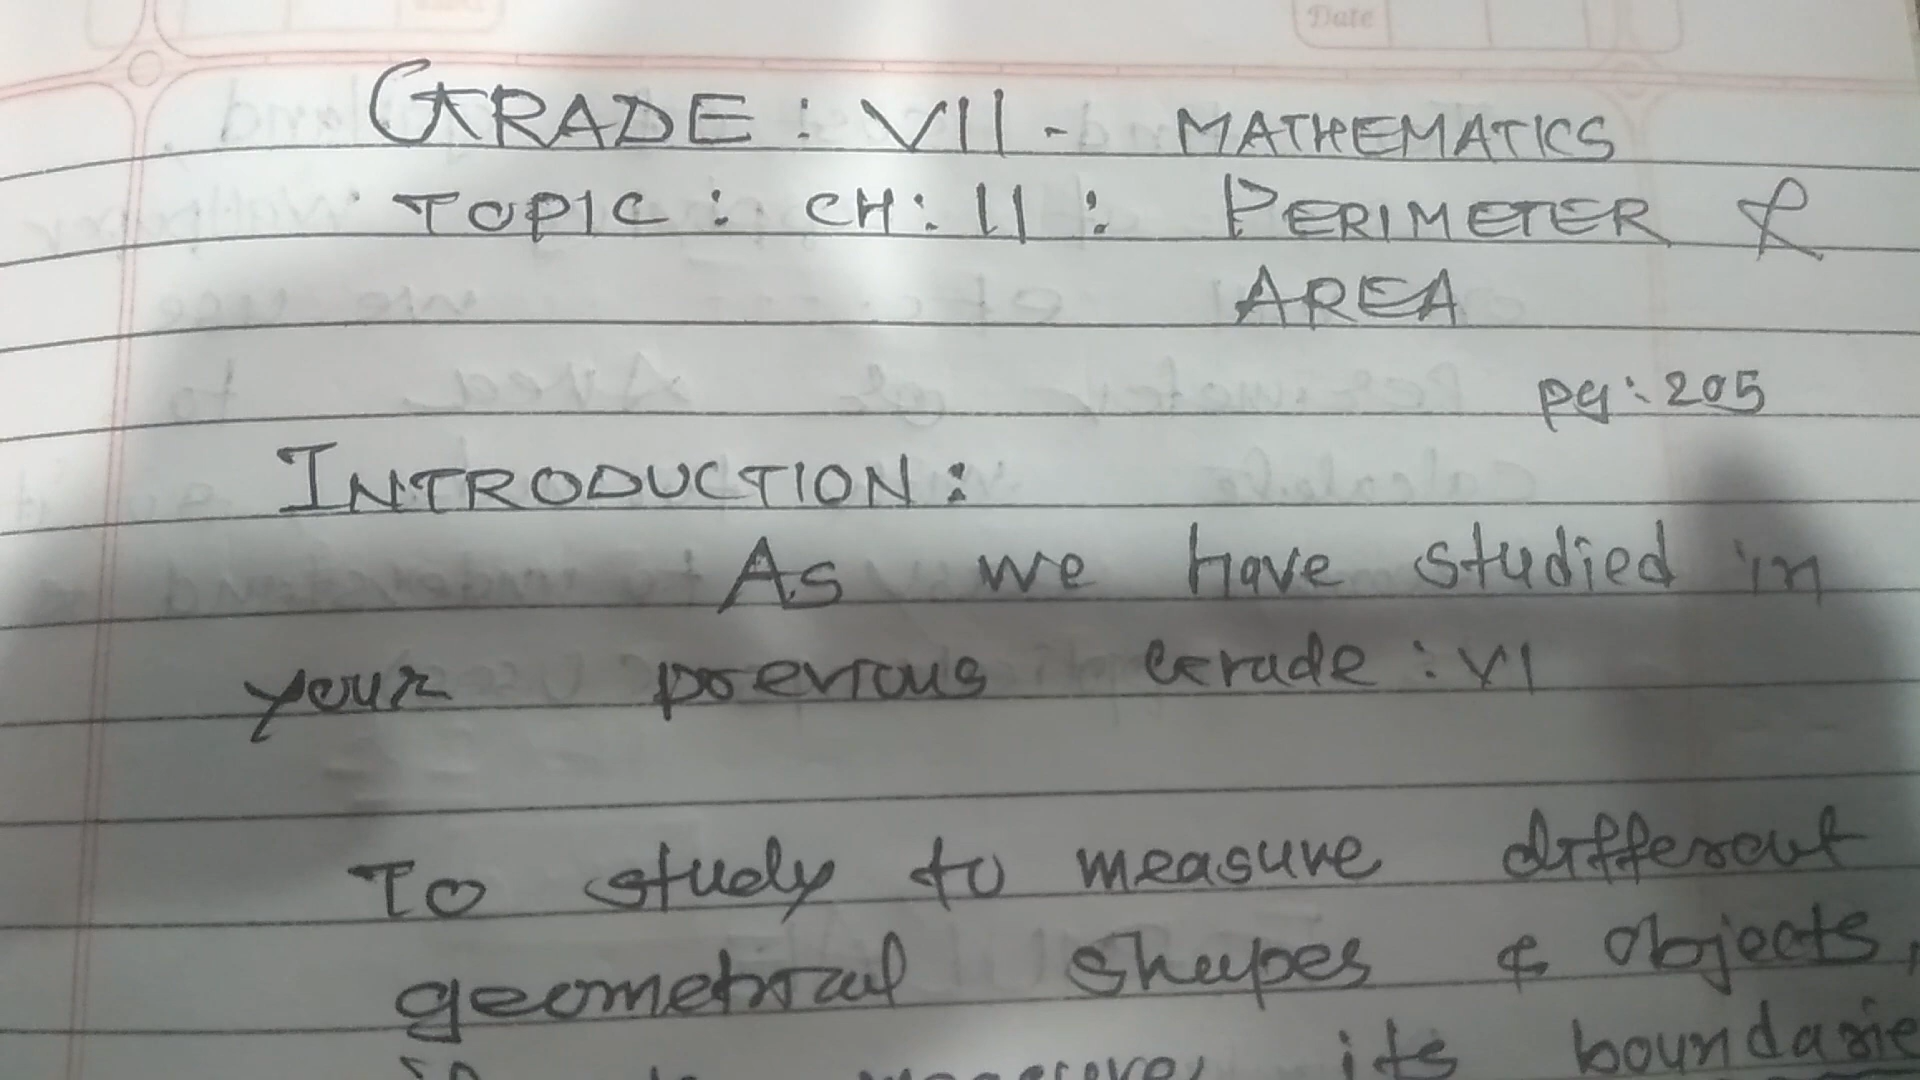 Date
GRADE : VII - MATHEMATICS
TOPIC : CH: 11 : PERIMETER &
AREA
pg: 205
INTRODUCTION :
As we have studied in
your previous Grade : VI
To study to measure different
geometrical shapes & objects,
its boundarie